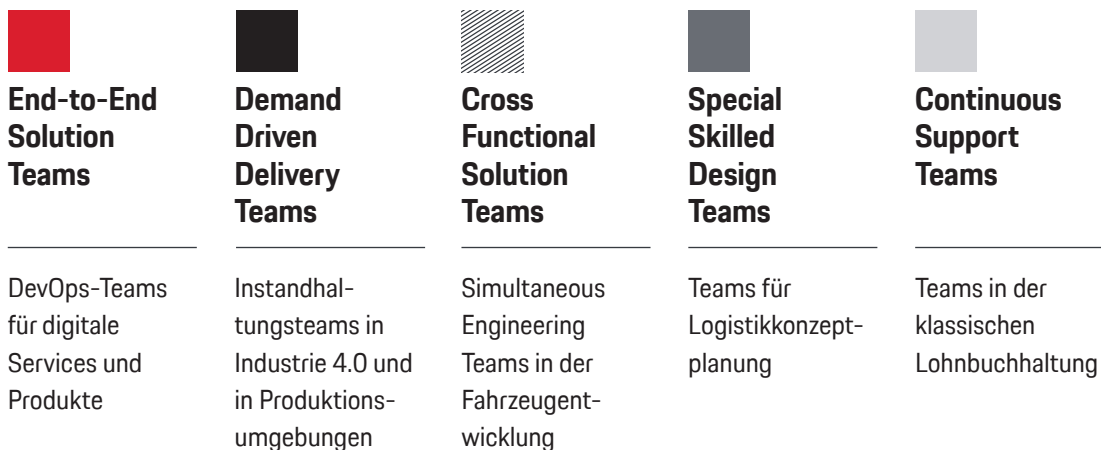 End-to-End
Solution
Teams
DevOps-Teams
für digitale
Services und
Produkte
Demand
Driven
Delivery
Teams
Instandhal-
tungsteams in
Industrie 4.0 und
in Produktions-
umgebungen
Cross
Functional
Solution
Teams
Simultaneous
Engineering
Teams in der
Fahrzeugent-
wicklung
Special
Skilled
Design
Teams
Teams für
Logistikkonzept-
planung
Continuous
Support
Teams
Teams in der
klassischen
Lohnbuchhaltung